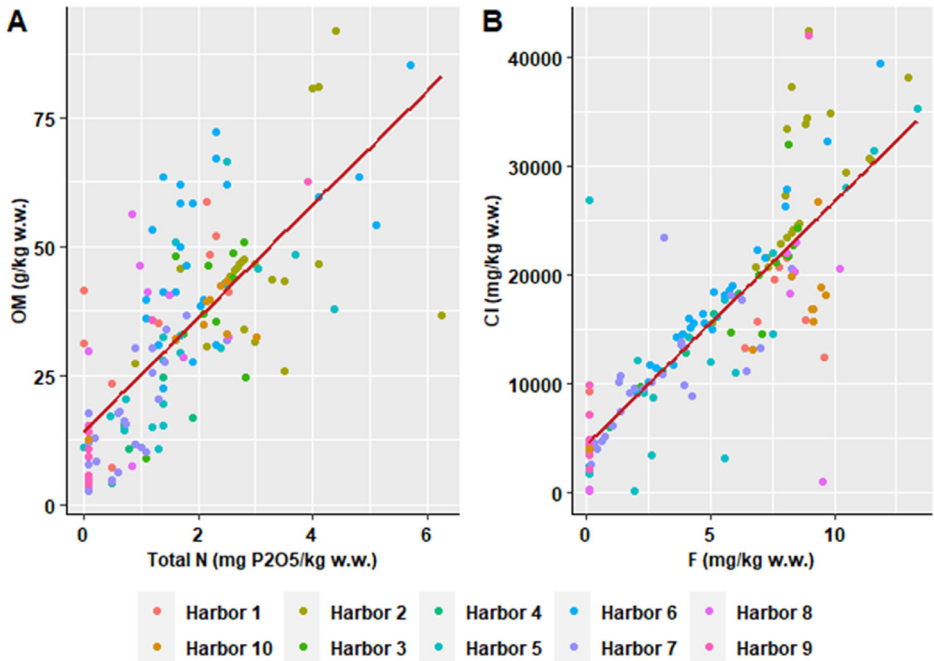 A
B
OM (g/kg w.w.)
75
50
25
0
0
2
4
6
Total N (mg P2O5/kg w.w.)
Cl (mg/kg w.w.)
40000
30000
20000
10000
0
0
5
10
F (mg/kg w.w.)
Harbor 1
Harbor 2
Harbor 4
Harbor 6
Harbor 8
Harbor 10
Harbor 3
Harbor 5
Harbor 7
Harbor 9